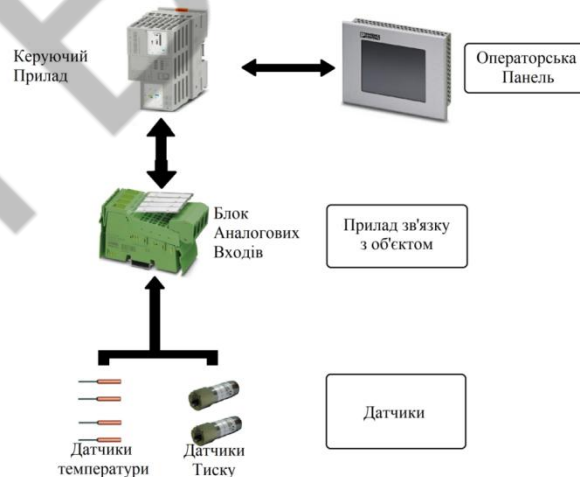 Керуючий
Прилад
Операторська
Панель
Блок
Аналогових
Входів
Прилад зв'язку
з об'єктом
Датчики
температури
Датчики
Тиску
Датчики